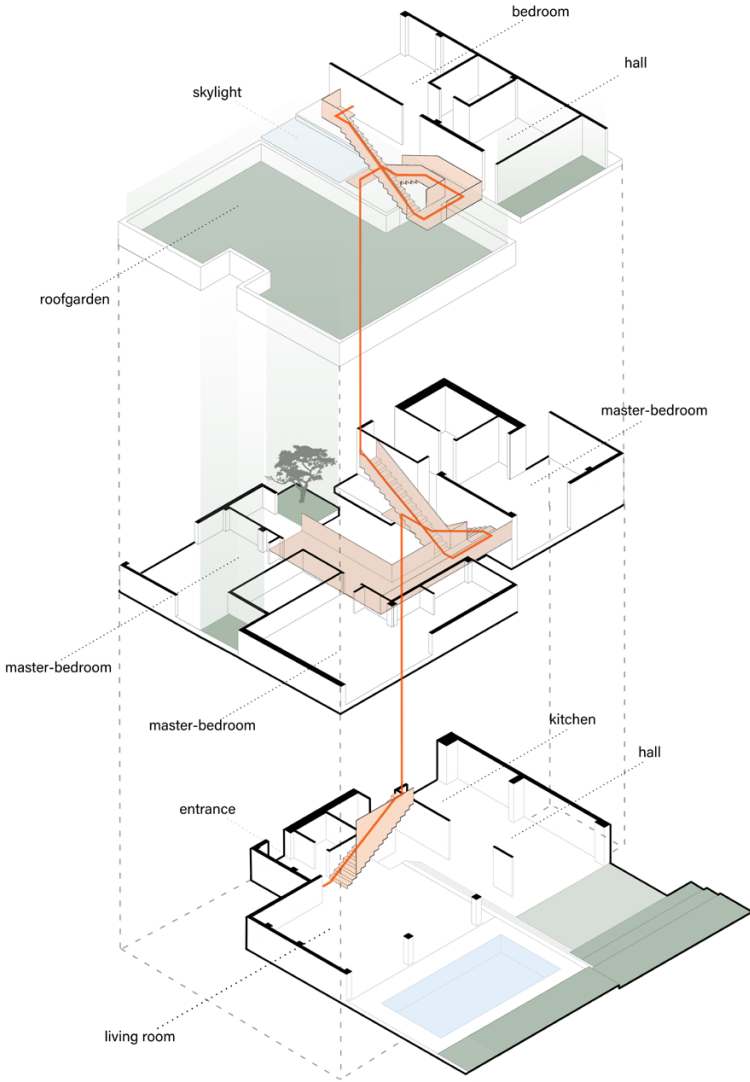 bedroom
hall
skylight
roofgarden
master-bedroom
master-bedroom
master-bedroom
kitchen
hall
entrance
living room